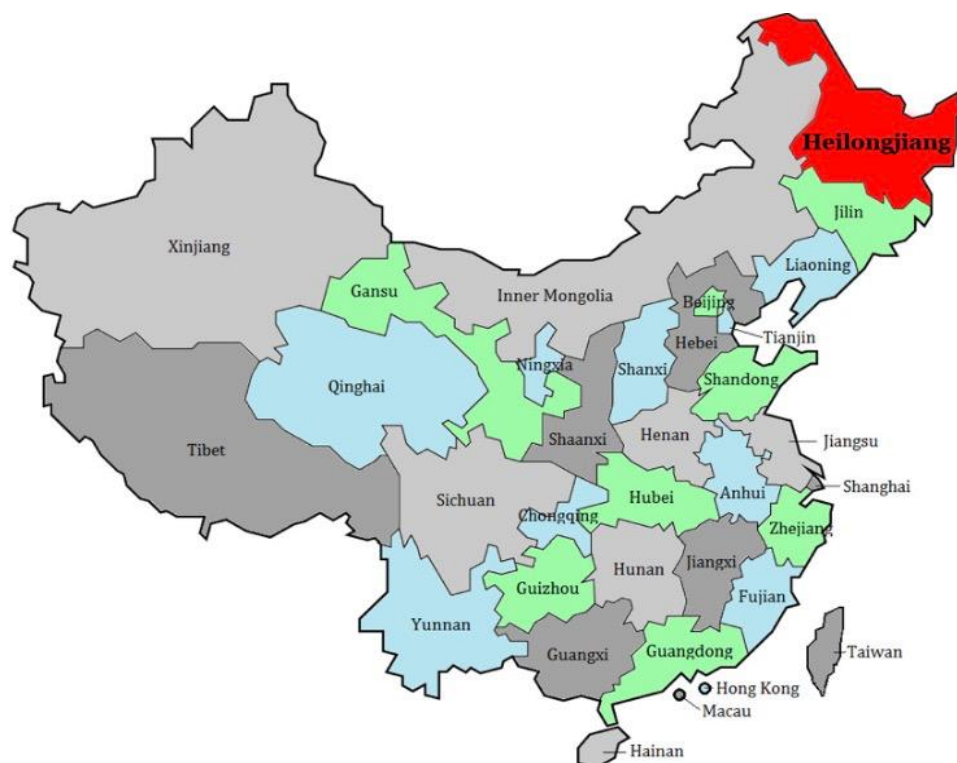 Heilongjiang
Jilin
Xinjiang
Liaoning
Gansu
Inner Mongolia
Beijing
Tianjin
Hebei
Ningxia
Shanxi
Shandong
Qinghai
Henan
Jiangsu
Shaanxi
Tibet
Shanghai
Anhui
Sichuan
Hubei
Chongqing
Zhejiang
Jiangxi
Hunan
Guizhou
Fujian
Yunnan
Guangxi
Guangdong
Taiwan
Hong Kong
Macau
Hainan